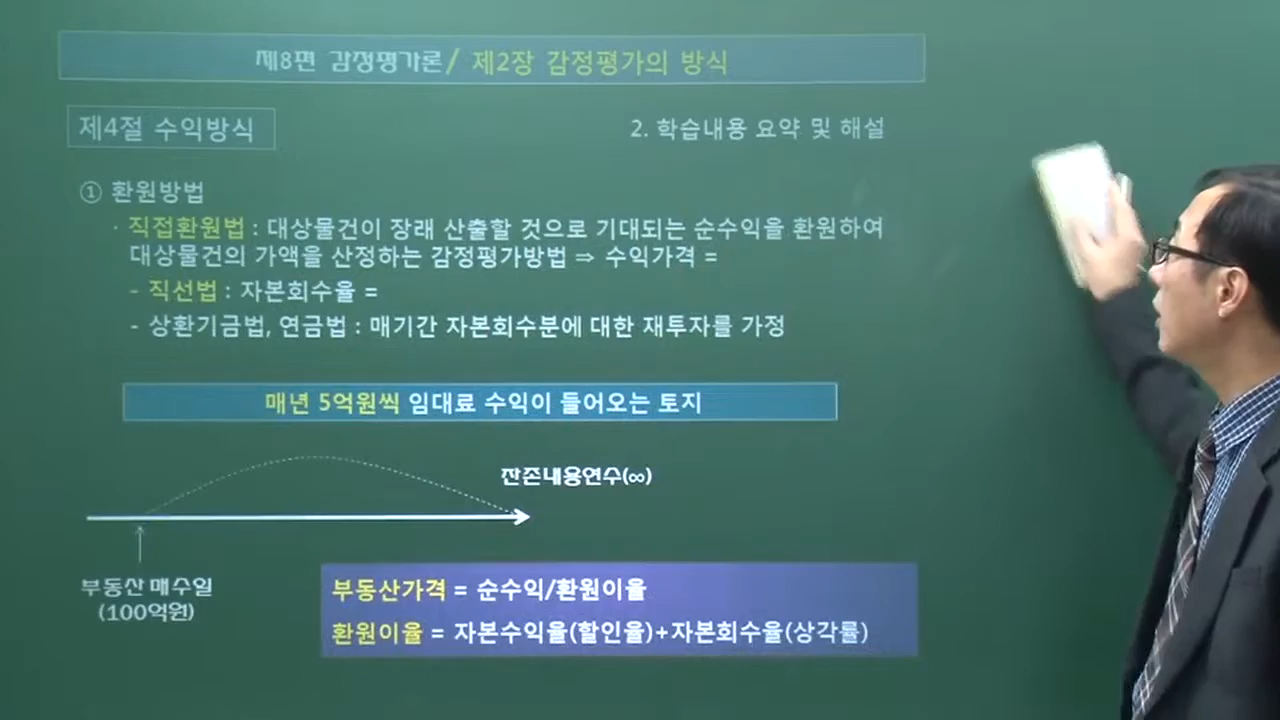 제8편 감정평가론/ 제2장 감정평가의 방식
제4절 수익방식
2. 학습내용 요약 및 해설
① 환원방법
· 직접환원법 : 대상물건이 장래 산출할 것으로 기대되는 순수익을 환원하여
대상물건의 가액을 산정하는 감정평가방법 ⇒ 수익가격 =
- 직선법 : 자본회수율 =
- 상환기금법, 연금법 : 매기간 자본회수분에 대한 재투자를 가정
매년 5억원씩 임대료 수익이 들어오는 토지
잔존내용연수(∞)
부동산 매수일
(100억원)
부동산가격 = 순수익/환원이율
환원이율 = 자본수익율(할인율)+자본회수율(상각률)